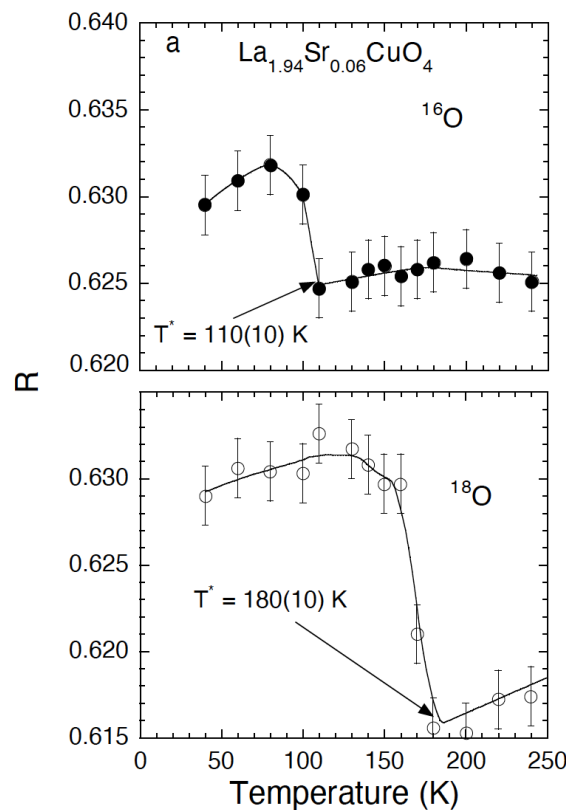 a
La1.94Sr0.06CuO4
16O
0.640
0.635
0.630
0.625
0.620
T* = 110(10) K
R
18O
0.630
0.625
0.620
0.615
T* = 180(10) K
0 50 100 150 200 250
Temperature (K)